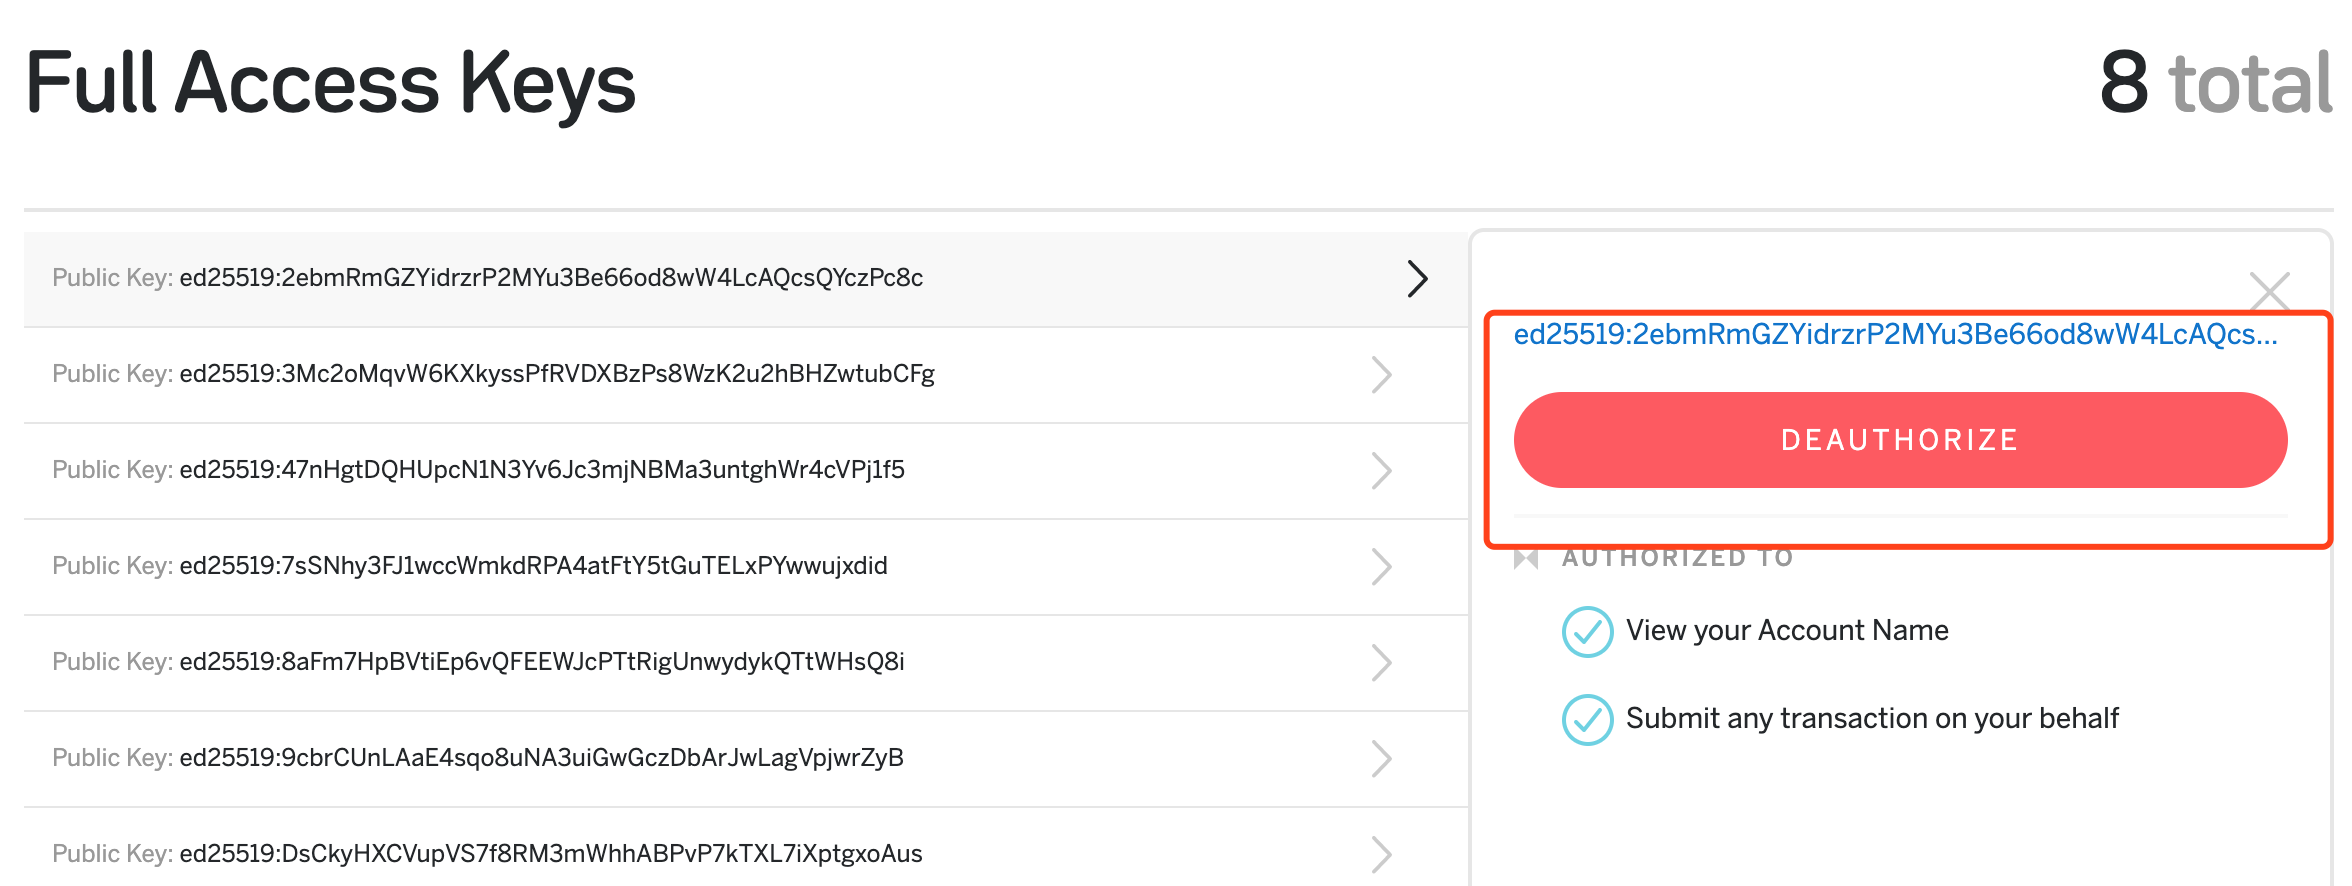 Full Access Keys
8 total
Public Key: ed25519:2ebmRmGZYidrzrP2MYu3Be66od8wW4LcAQcsQYczPc8c
Public Key: ed25519:3Mc2oMqvW6KXkyssPfRVDXBzPs8WzK2u2hBHZwtubCFg
Public Key: ed25519:47nHgtDQHUpcN1N3Yv6Jc3mjNBMa3untghWr4cVPj1f5
Public Key: ed25519:7sSNhy3FJ1wccWmkdRPA4atFtY5tGuTELxPYwwujxdid
Public Key: ed25519:8aFm7HpBVtiEp6vQFEEWJcPTtRigUnwydykQTtWHsQ8i
Public Key: ed25519:9cbrCUnLAaE4sqo8uNA3uiGwGczDbArJwLagVpjwrZyB
Public Key: ed25519:DsCkyHXCVupVS7f8RM3mWhhABPvP7kTXL7iXptgxoAus
ed25519:2ebmRmGZYidrzrP2MYu3Be66od8wW4LcAQcs...
DEAUTHORIZE
AUTHORIZED TO
View your Account Name
Submit any transaction on your behalf